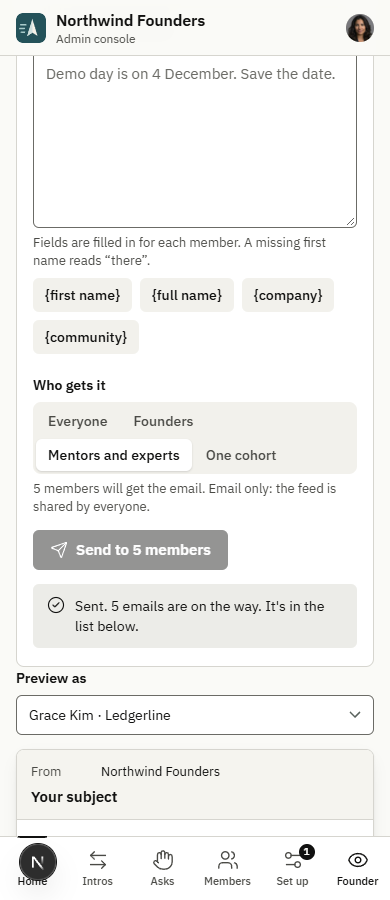 Northwind Founders
Admin console
Demo day is on 4 December. Save the date.
Fields are filled in for each member. A missing first
name reads “there”.
{first name} {full name} {company}
{community}
Who gets it
Everyone Founders
Mentors and experts One cohort
5 members will get the email. Email only: the feed is
shared by everyone.
Send to 5 members
Sent. 5 emails are on the way. It's in the
list below.
Preview as
Grace Kim · Ledgerline
From Northwind Founders
Your subject
N
1
Home Intros Asks Members Set up Founder